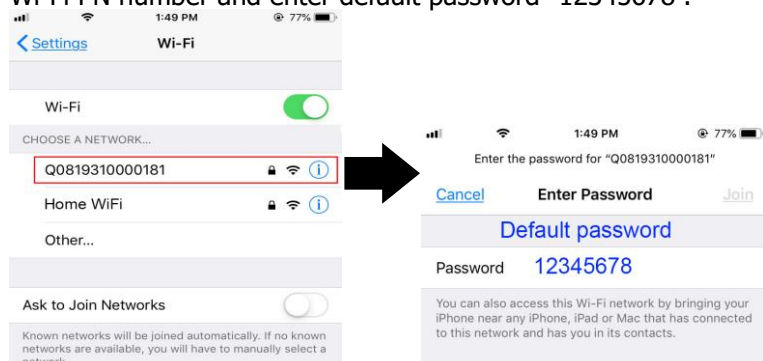 Wi-Fi PN number and enter default password "12345678".
1:49 PM 77%
Settings Wi-Fi
Wi-Fi
CHOOSE A NETWORK...
Q0819310000181
Home WiFi
Other...
Ask to Join Networks
Known networks will be joined automatically. If no known
networks are available, you will have to manually select a
network.
1:49 PM 77%
Enter the password for "Q0819310000181"
Cancel Enter Password Join
Default password
Password 12345678
You can also access this Wi-Fi network by bringing your
iPhone near any iPhone, iPad or Mac that has connected
to this network and has you in its contacts.